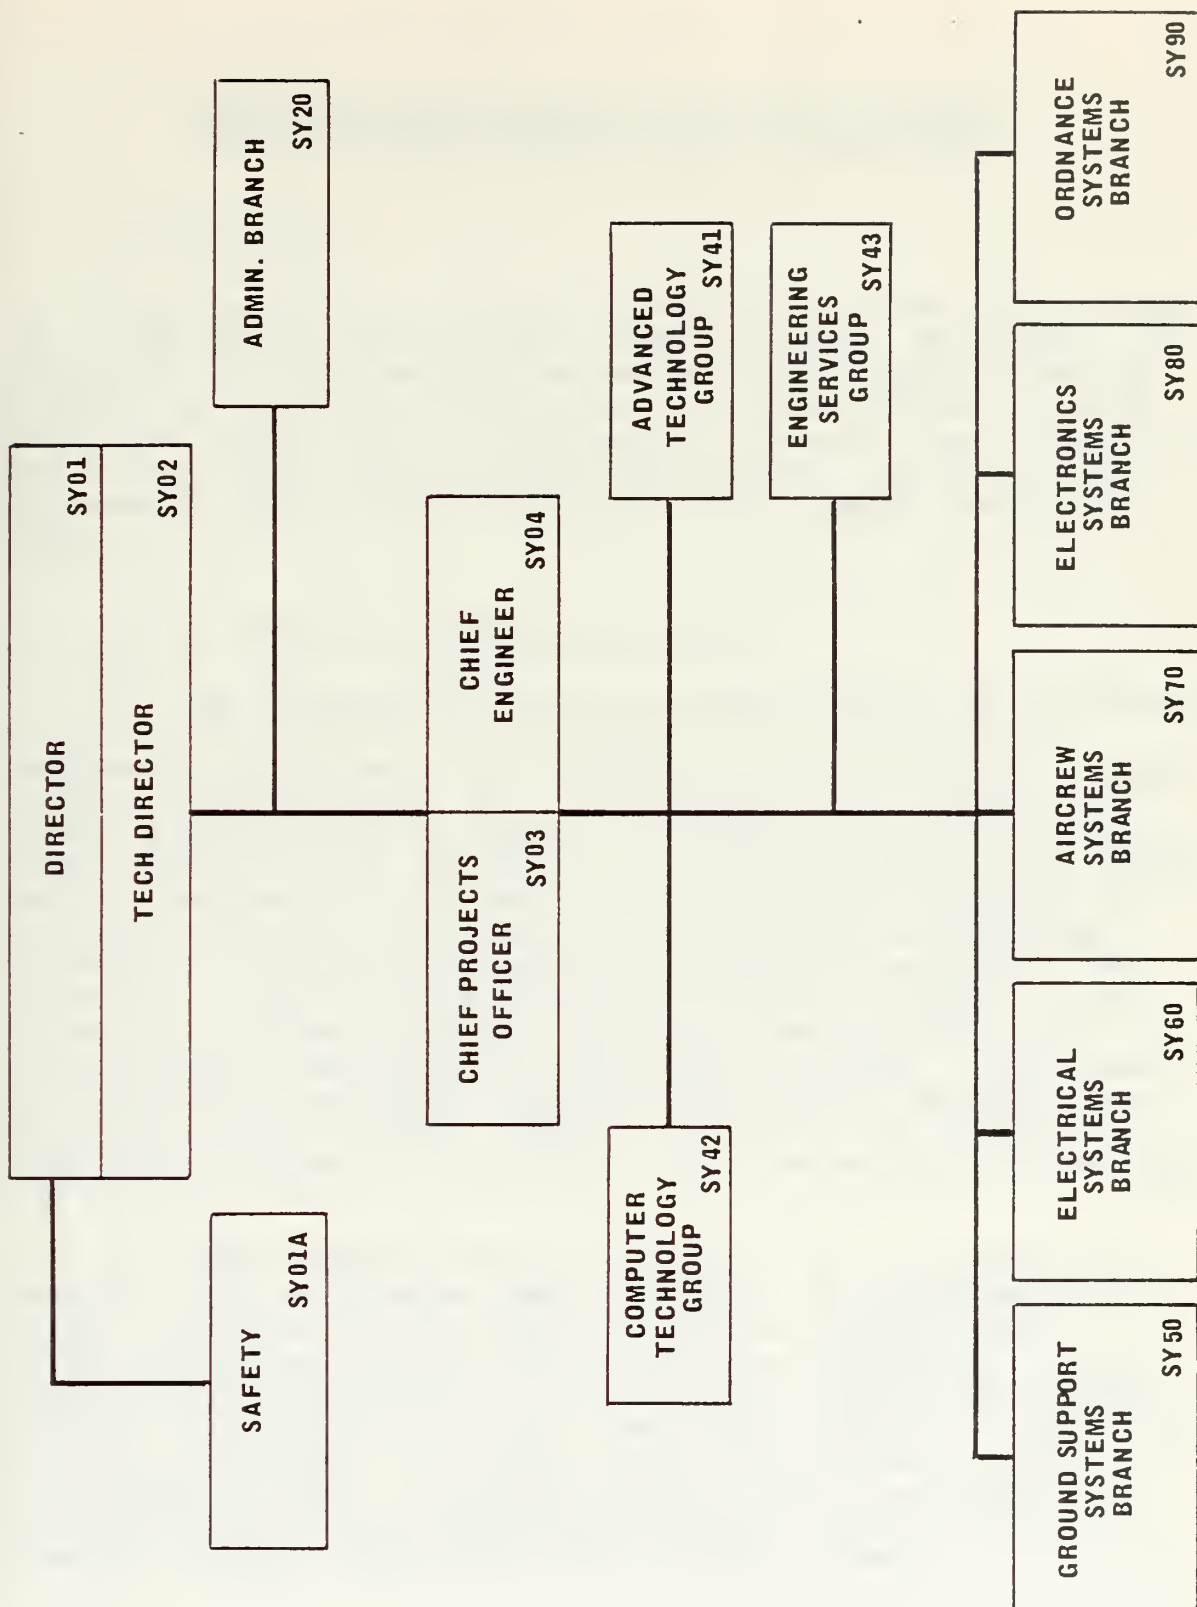 DIRECTOR
SY01
TECH DIRECTOR
SY02
SAFETY
SY01A
ADMIN. BRANCH
SY20
CHIEF PROJECTS
OFFICER
SY03
CHIEF
ENGINEER
SY04
COMPUTER
TECHNOLOGY
GROUP SY42
ADVANCED
TECHNOLOGY
GROUP SY41
ENGINEERING
SERVICES
GROUP
SY43
GROUND SUPPORT
SYSTEMS
BRANCH
SY50
ELECTRICAL
SYSTEMS
BRANCH
SY60
AIRCREW
SYSTEMS
BRANCH
SY70
ELECTRONICS
SYSTEMS
BRANCH
SY80
ORDNANCE
SYSTEMS
BRANCH
SY90